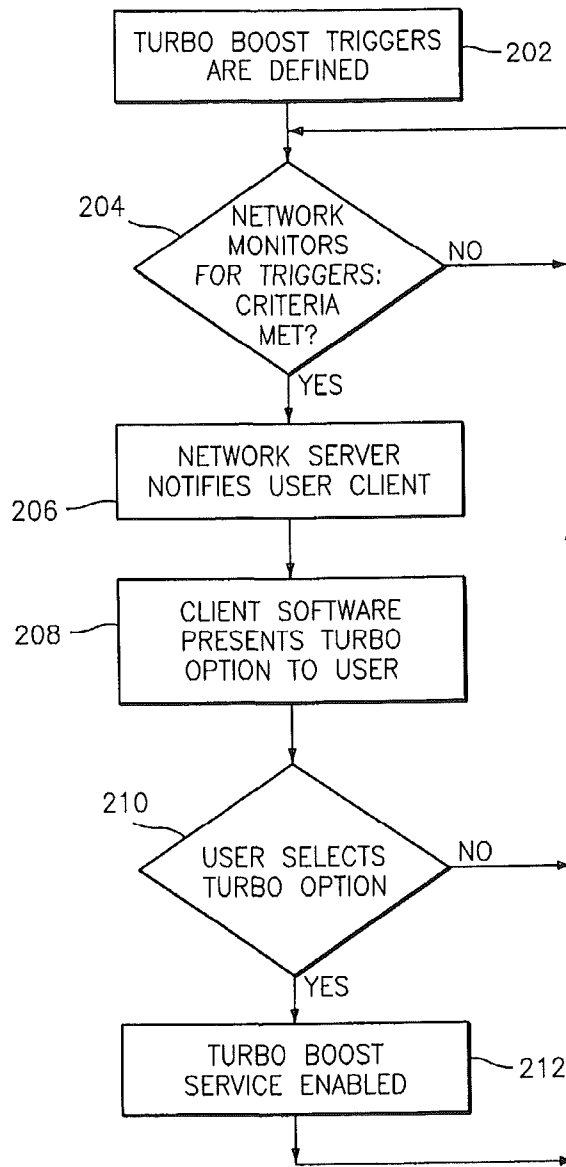 TURBO BOOST TRIGGERS
ARE DEFINED
202
204
NETWORK
MONITORS
FOR TRIGGERS:
CRITERIA
MET?
NO
YES
NETWORK SERVER
NOTIFIES USER CLIENT
206
CLIENT SOFTWARE
PRESENTS TURBO
OPTION TO USER
208
210
USER SELECTS
TURBO OPTION
NO
YES
TURBO BOOST
SERVICE ENABLED
212